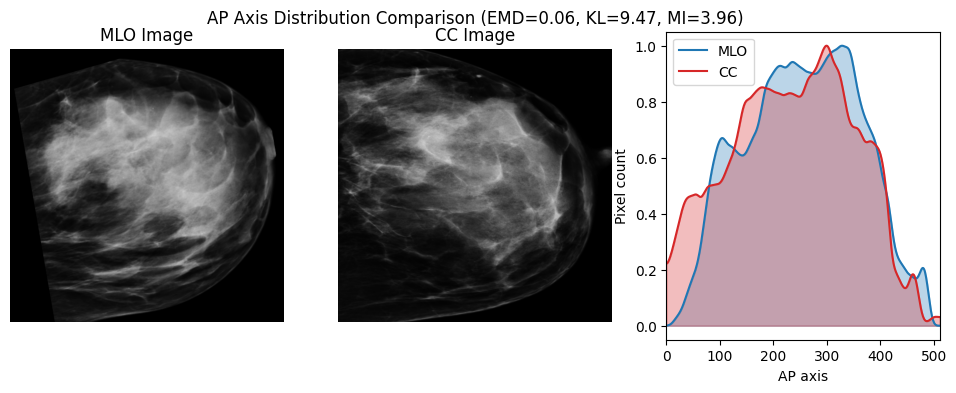 AP Axis Distribution Comparison (EMD=0.06, KL=9.47, MI=3.96)
MLO Image
CC Image
MLO
CC
Pixel count
1.0
0.8
0.6
0.4
0.2
0.0
0 100 200 300 400 500
AP axis